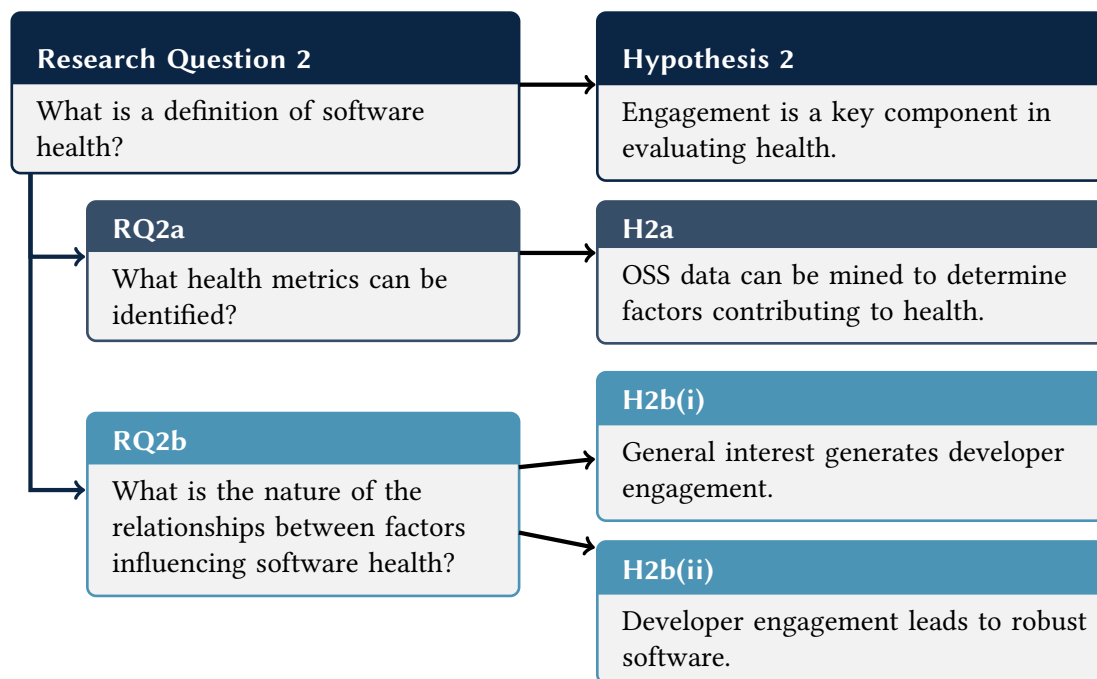 Research Question 2
What is a definition of software
health?
Hypothesis 2
Engagement is a key component in
evaluating health.
RQ2a
What health metrics can be
identified?
H2a
OSS data can be mined to determine
factors contributing to health.
RQ2b
What is the nature of the
relationships between factors
influencing software health?
H2b(i)
General interest generates developer
engagement.
H2b(ii)
Developer engagement leads to robust
software.